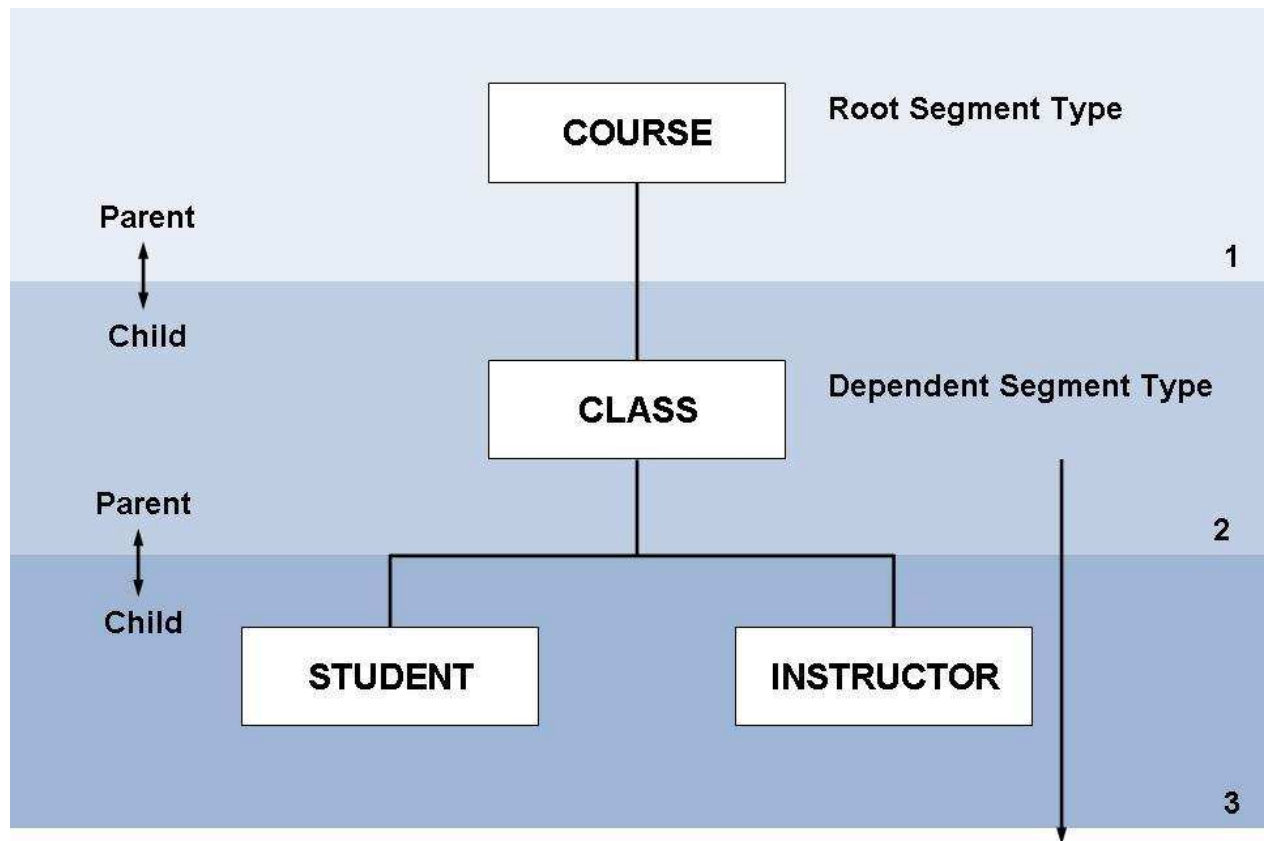 COURSE
Root Segment Type
Parent
1
Child
CLASS
Dependent Segment Type
Parent
2
Child
STUDENT
INSTRUCTOR
3